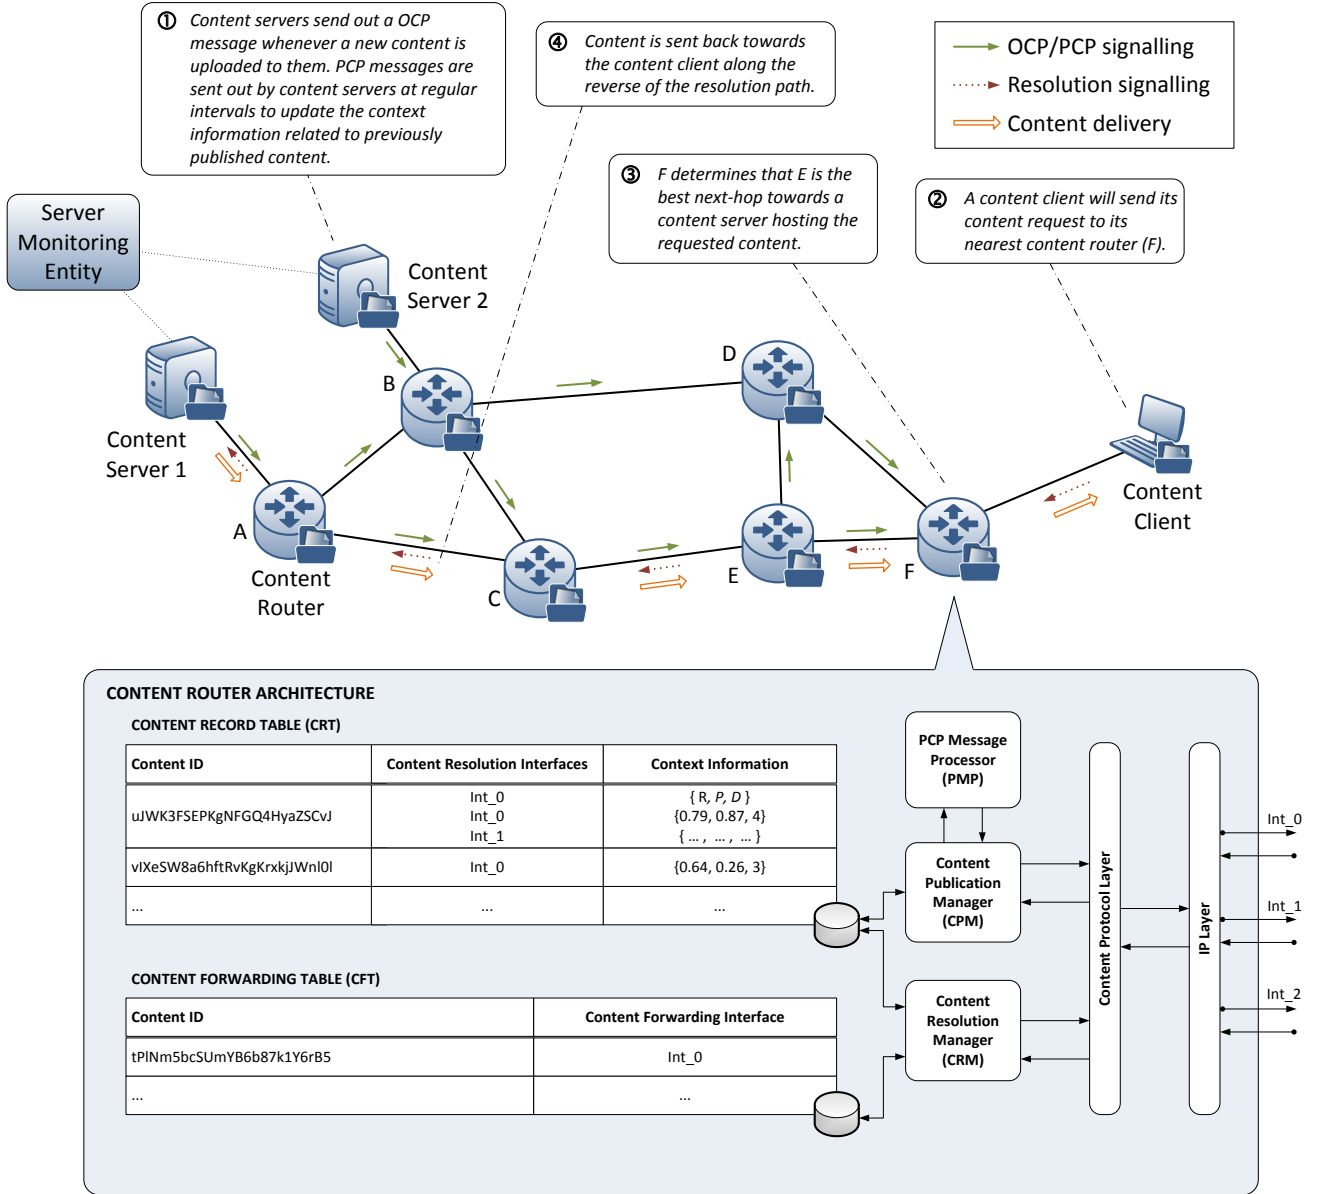 ① Content servers send out a OCP
message whenever a new content is
uploaded to them. PCP messages are
sent out by content servers at regular
intervals to update the context
information related to previously
published content.
④ Content is sent back towards
the content client along the
reverse of the resolution path.
OCP/PCP signalling
Resolution signalling
Content delivery
③ F determines that E is the
best next-hop towards a
content server hosting the
requested content.
② A content client will send its
content request to its
nearest content router (F).
Server
Monitoring
Entity
Content
Server 2
Content
Server 1
A
B
C
D
E
F
Content
Router
Content
Client
CONTENT ROUTER ARCHITECTURE
CONTENT RECORD TABLE (CRT)
Content ID Content Resolution Interfaces Context Information
Int_0 { R, P, D }
uJWK3FSEPKgNFGQ4HyaZSCvJ Int_0 {0.79, 0.87, 4}
Int_1 { ... , ... , ... }
vIXeSW8a6hftRvKgKrxkjJWnl0l Int_0 {0.64, 0.26, 3}
... ... ...
CONTENT FORWARDING TABLE (CFT)
Content ID Content Forwarding Interface
tPlNm5bcSUmYB6b87k1Y6rB5 Int_0
... ...
PCP Message
Processor
(PMP)
Content
Publication
Manager
(CPM)
Content
Resolution
Manager
(CRM)
Content Protocol Layer
IP Layer
Int_0
Int_1
Int_2